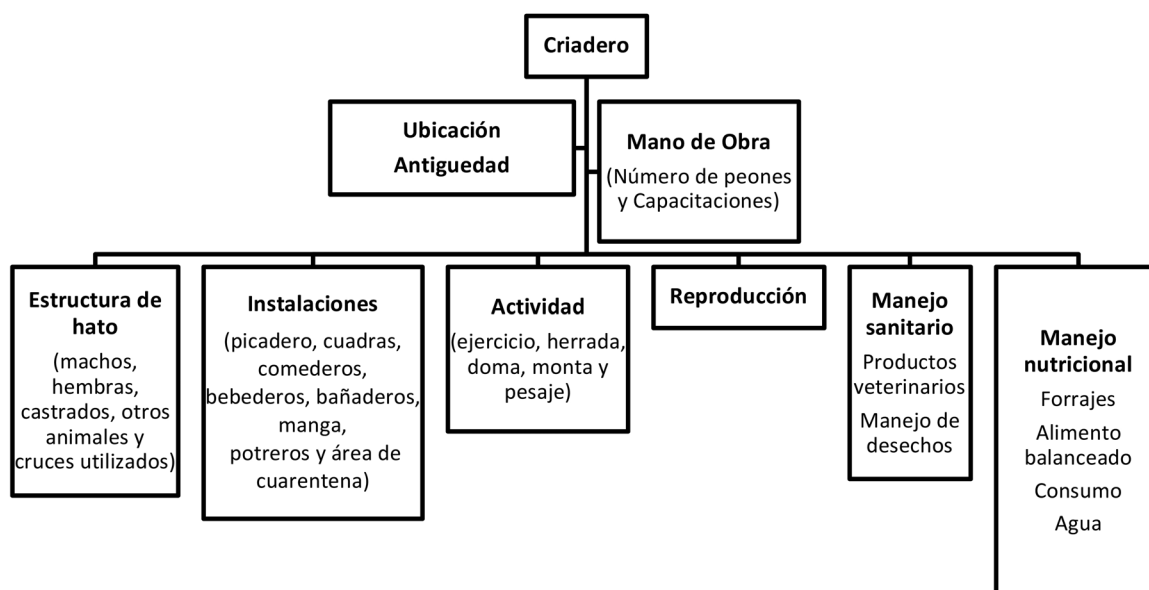 Criadero
Ubicación
Antiguedad
Mano de Obra
(Número de peones
y Capacitaciones)
Estructura de
hato
(machos,
hembras,
castrados, otros
animales y
cruces utilizados)
Instalaciones
(picadero, cuadras,
comederos,
bebederos, bañaderos,
manga,
potreros y área de
cuarentena)
Actividad
(ejercicio, herrada,
doma, monta y
pesaje)
Reproducción
Manejo
sanitario
Productos
veterinarios
Manejo de
desechos
Manejo
nutricional
Forrajes
Alimento
balanceado
Consumo
Agua